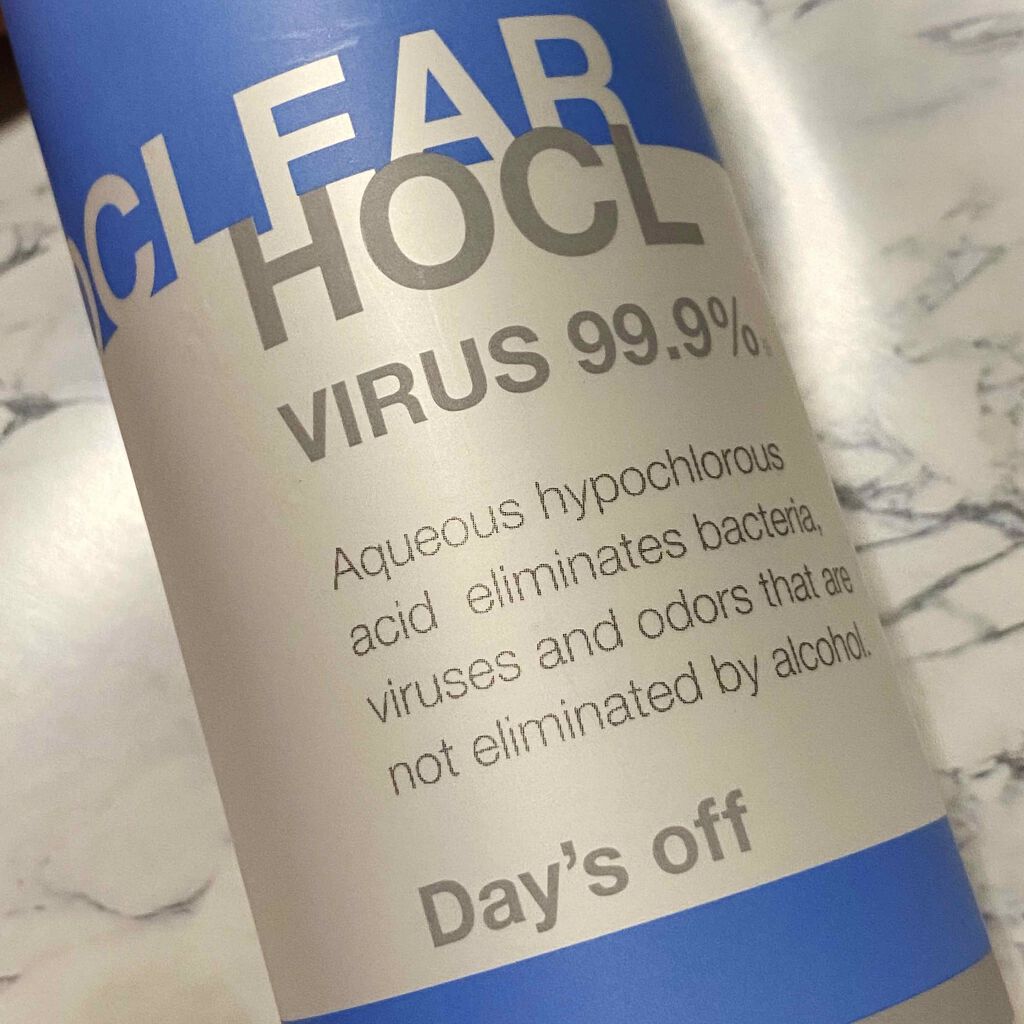 OCLEAR
HOCL
VIRUS 99.9%
Aqueous hypochlorous
acid eliminates bacteria,
viruses and odors that are
not eliminated by alcohol.
Day's off